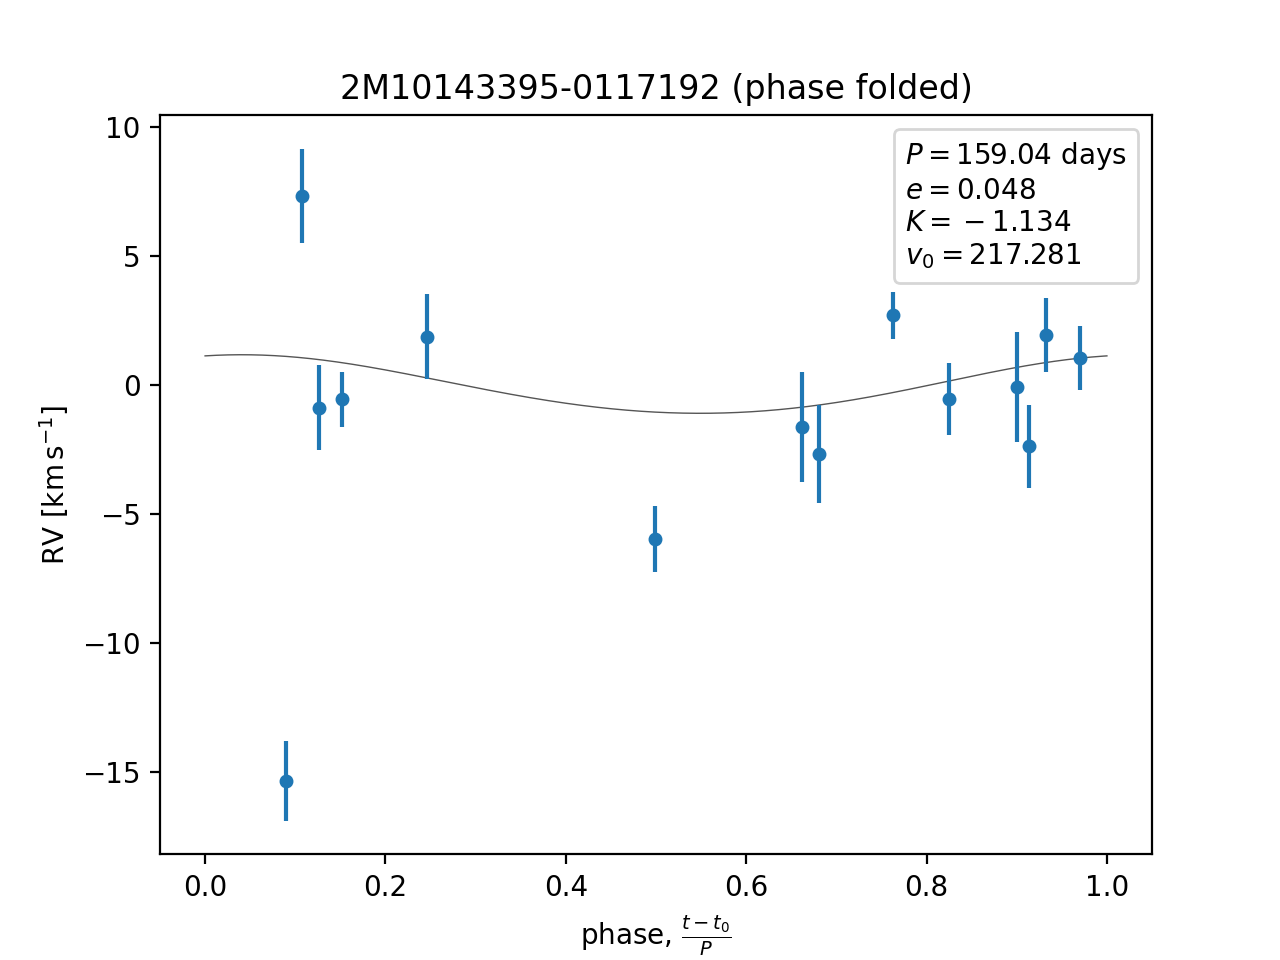 2M10143395-0117192 (phase folded)
P = 159.04 days
e = 0.048
K = −1.134
v₀ = 217.281
10
5
0
−5
−10
−15
RV [km s⁻¹]
0.0 0.2 0.4 0.6 0.8 1.0
phase, (t − t₀)/P